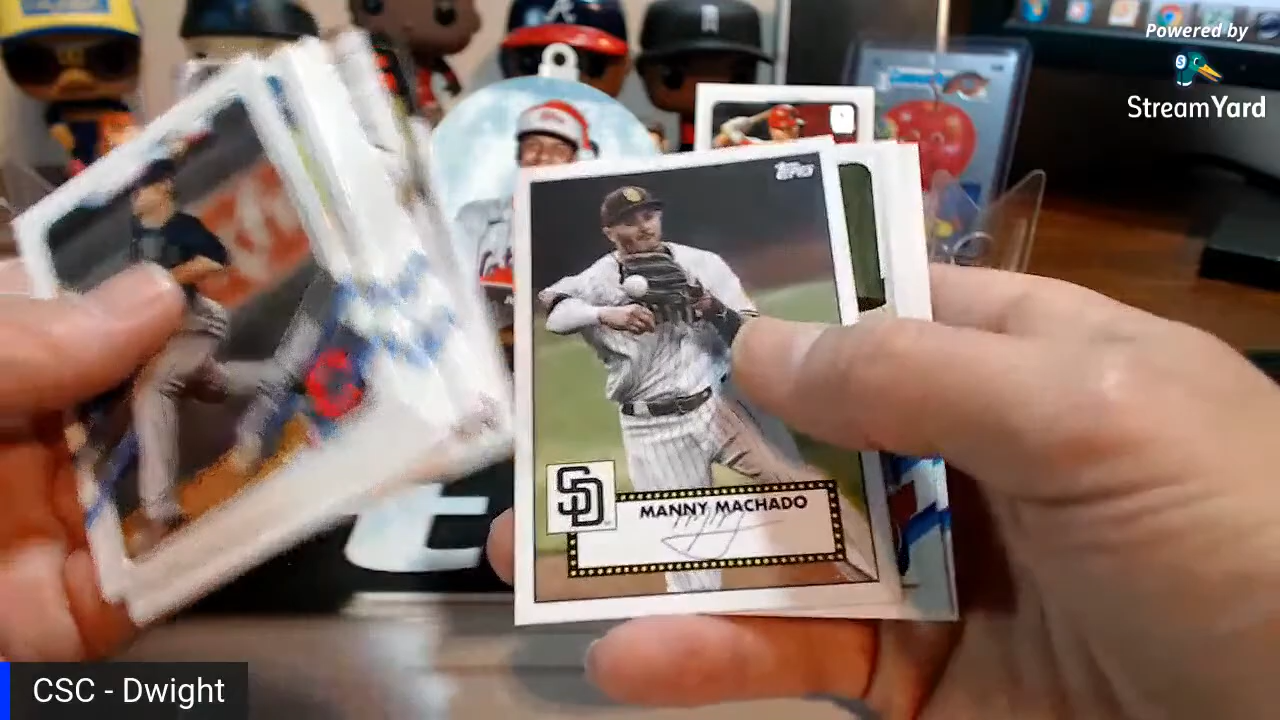 Powered by
StreamYard
Topps
SD
MANNY MACHADO
CSC - Dwight